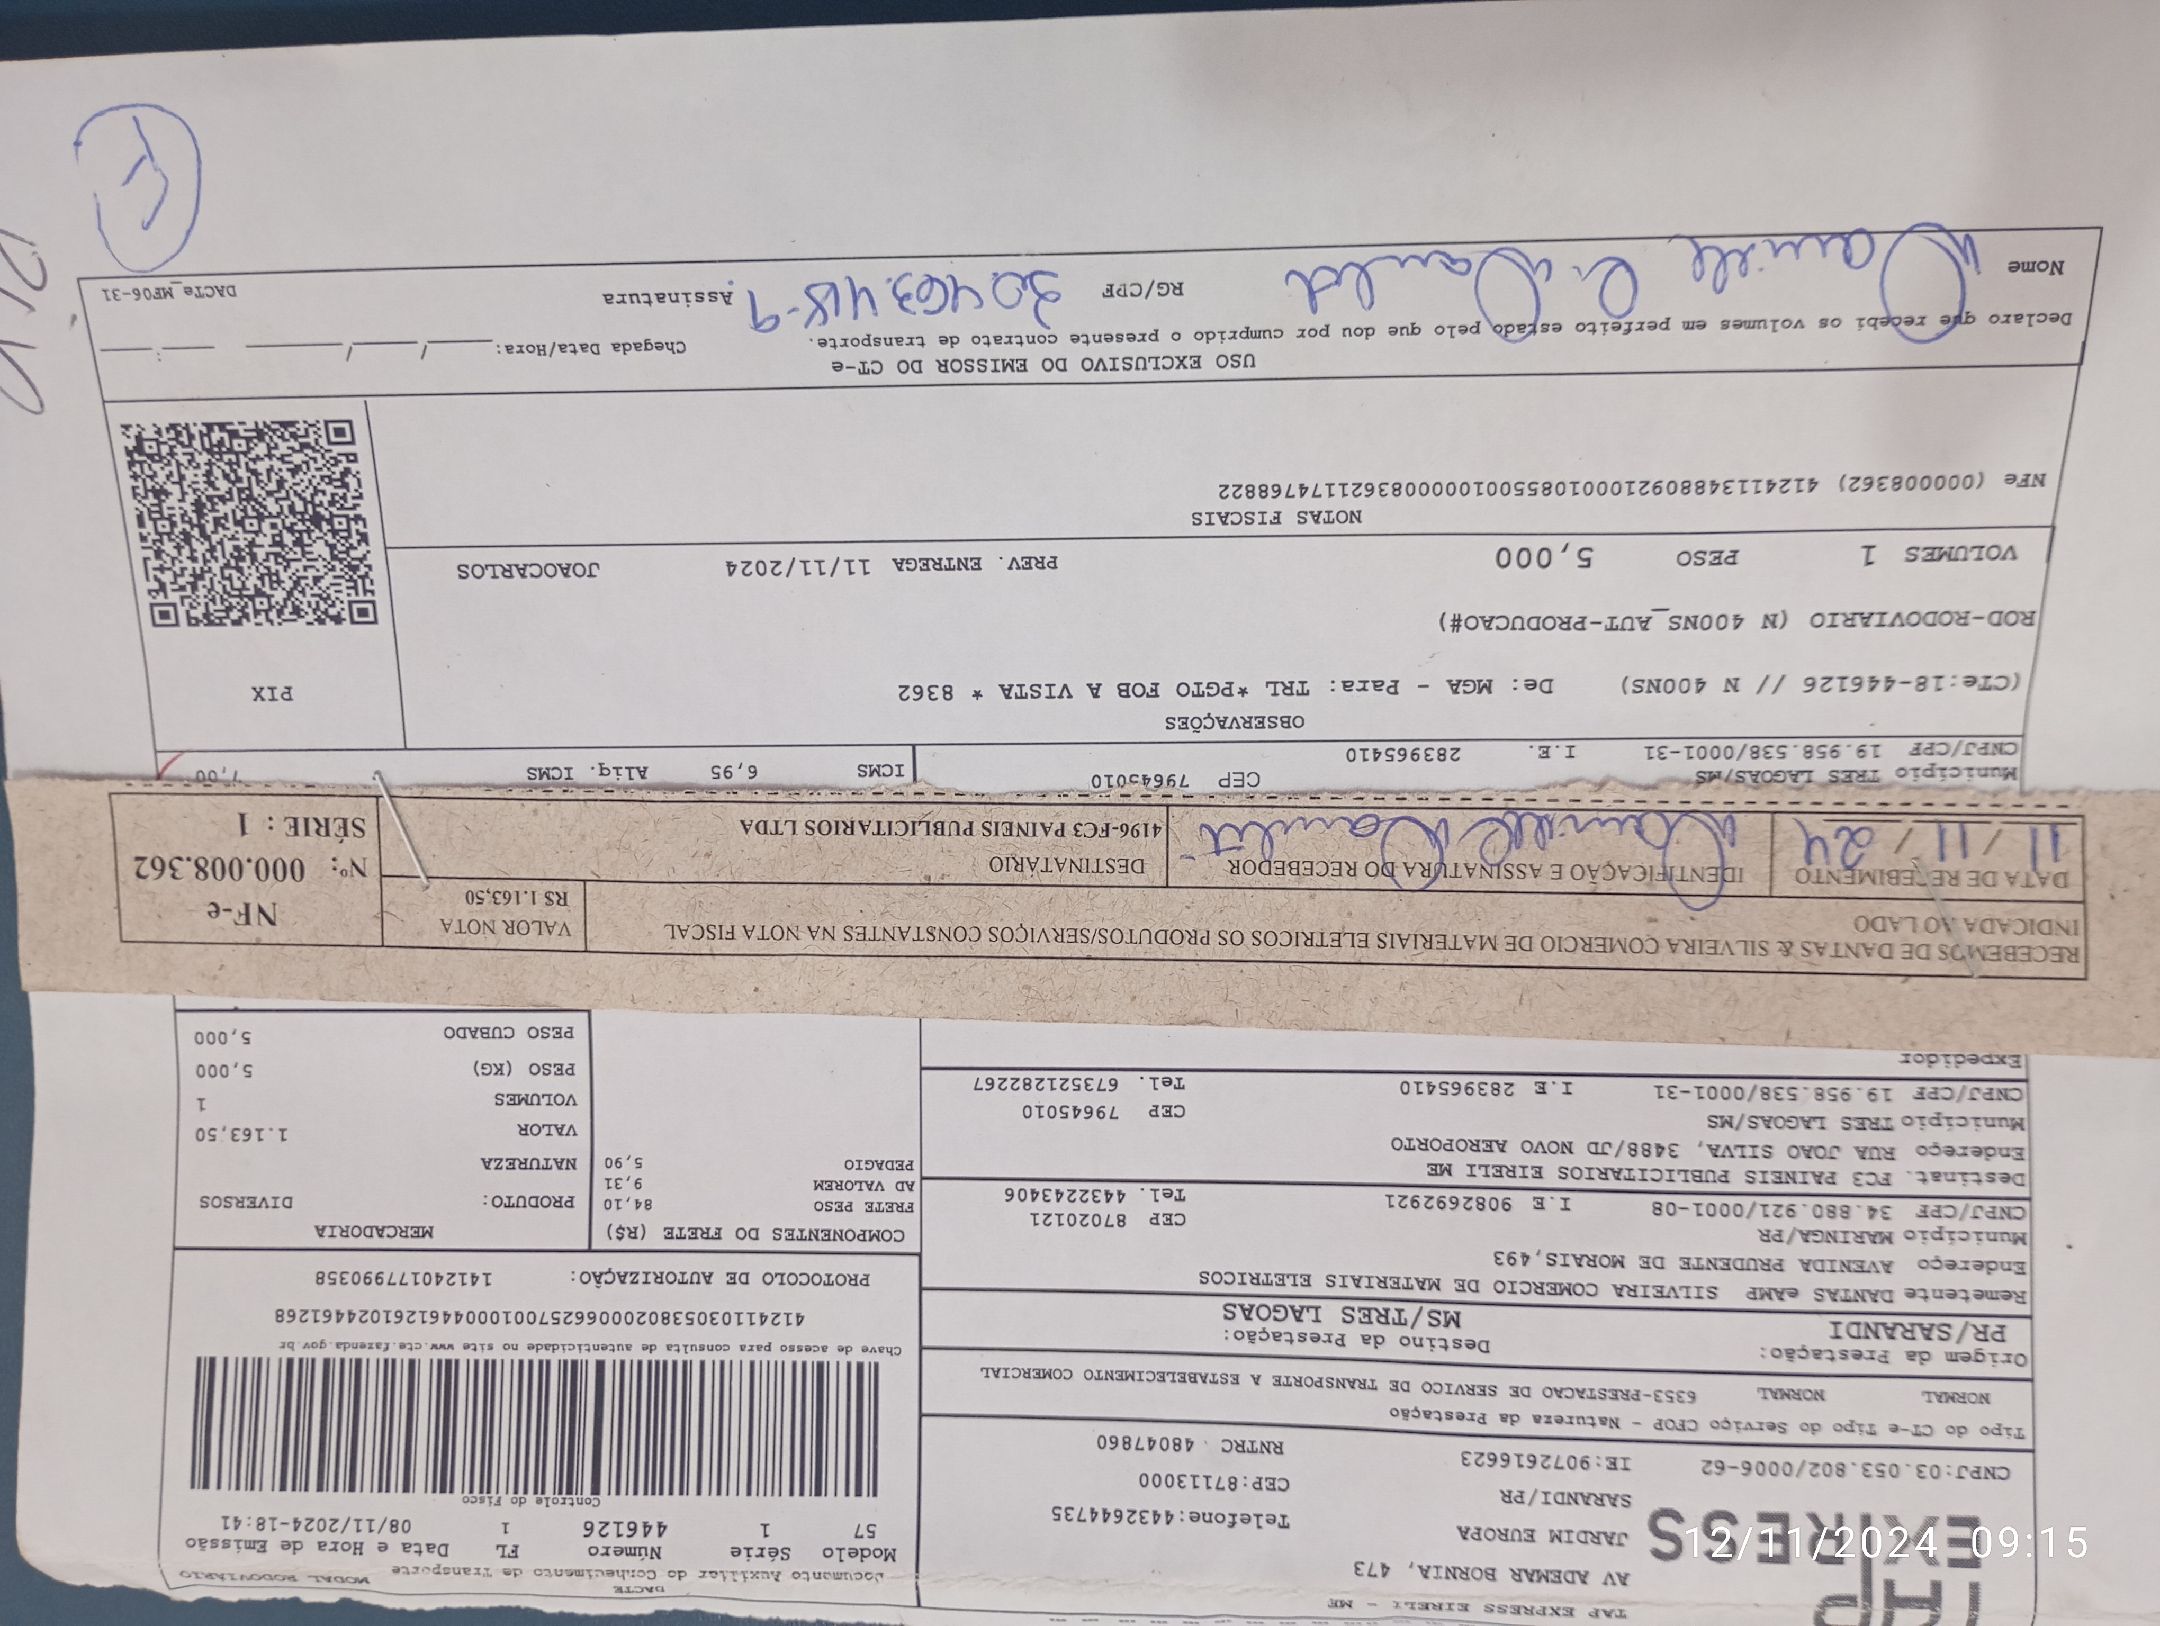 TAP EXPRESS EIRELI - ME
AV ADEMAR BORNIA, 473
JARDIM EUROPA
SARANDI/PR
Telefone:4432644735
CEP:87113000
CNPJ:03.053.802/0006-62 IE:9072616623 RNTRC 48047860
DACTE
Documento Auxiliar do Conhecimento de Transporte MODAL RODOVIÁRIO
Modelo Série Número FL Data e Hora de Emissão
57 1 446126 1 08/11/2024-18:41
Controle do Fisco
Chave de acesso para consulta de autenticidade no site www.cte.fazenda.gov.br
41241103053802000662570010004461261024461268
PROTOCOLO DE AUTORIZAÇÃO: 141240177990358
Tipo do CT-e Tipo do Serviço CFOP - Natureza da Prestação
NORMAL NORMAL 6353-PRESTACAO DE SERVICO DE TRANSPORTE A ESTABELECIMENTO COMERCIAL
Origem da Prestação: Destino da Prestação:
PR/SARANDI MS/TRES LAGOAS
Remetente DANTAS eAMP SILVEIRA COMERCIO DE MATERIAIS ELETRICOS
Endereço AVENIDA PRUDENTE DE MORAIS,493
Município MARINGA/PR CEP 87020121
CNPJ/CPF 34.880.921/0001-08 I.E 9082692921 Tel. 4432243406
Destinat. FC3 PAINEIS PUBLICITARIOS EIRELI ME
Endereço RUA JOAO SILVA, 3488/JD NOVO AEROPORTO
Município TRES LAGOAS/MS CEP 79645010
CNPJ/CPF 19.958.538/0001-31 I.E 283965410 Tel. 673521282267
Expedidor
COMPONENTES DO FRETE (R$)
FRETE PESO 84,10
AD VALOREM 9,31
PEDAGIO 5,90
MERCADORIA
PRODUTO: DIVERSOS
NATUREZA
VALOR 1.163,50
VOLUMES 1
PESO (KG) 5,000
PESO CUBADO 5,000
RECEBEMOS DE DANTAS & SILVEIRA COMERCIO DE MATERIAIS ELETRICOS OS PRODUTOS/SERVIÇOS CONSTANTES NA NOTA FISCAL
INDICADA AO LADO
VALOR NOTA
R$ 1.163,50
NF-e
Nº: 000.008.362
SÉRIE : 1
DATA DE RECEBIMENTO IDENTIFICAÇÃO E ASSINATURA DO RECEBEDOR DESTINATÁRIO
11/11/24 4196-FC3 PAINEIS PUBLICITARIOS LTDA
Município TRES LAGOAS/MS CEP 79645010
CNPJ/CPF 19.958.538/0001-31 I.E. 283965410
ICMS 6,95 Aliq. ICMS 7,00
OBSERVAÇÕES
(CTe:18-446126 // N 400NS) De: MGA - Para: TRL *PGTO FOB A VISTA * 8362
ROD-RODOVIARIO (N 400NS_AUT-PRODUCAO#)
PIX
VOLUMES 1 PESO 5,000 PREV. ENTREGA 11/11/2024 JOAOCARLOS
NOTAS FISCAIS
NFe (000008362) 41241134880921000108550010000083621174768822
USO EXCLUSIVO DO EMISSOR DO CT-e
Declaro que recebi os volumes em perfeito estado pelo que dou por cumprido o presente contrato de transporte.
Chegada Data/Hora: ____/____/____ ____:____
Nome RG/CPF Assinatura
DACTe_MF06-31
12/11/2024 09:15